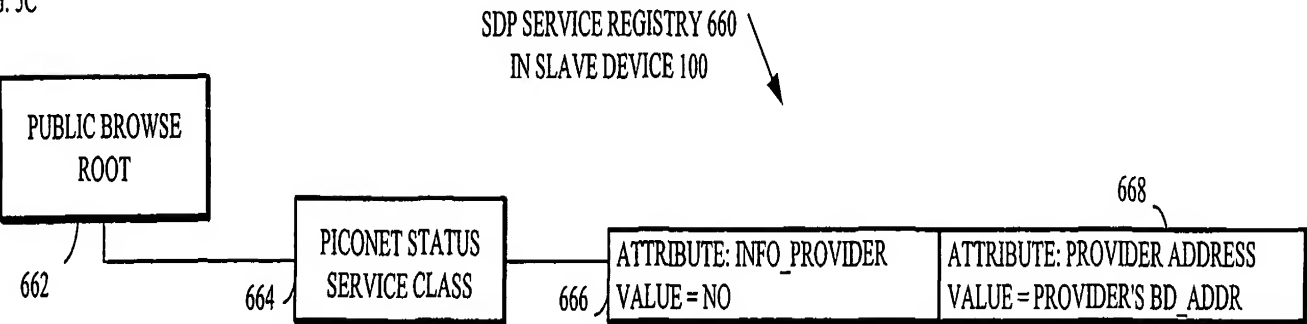 SDP SERVICE REGISTRY 660
IN SLAVE DEVICE 100
PUBLIC BROWSE
ROOT
662
PICONET STATUS
SERVICE CLASS
664
668
666
ATTRIBUTE: INFO_PROVIDER
VALUE = NO
ATTRIBUTE: PROVIDER ADDRESS
VALUE = PROVIDER'S BD_ADDR